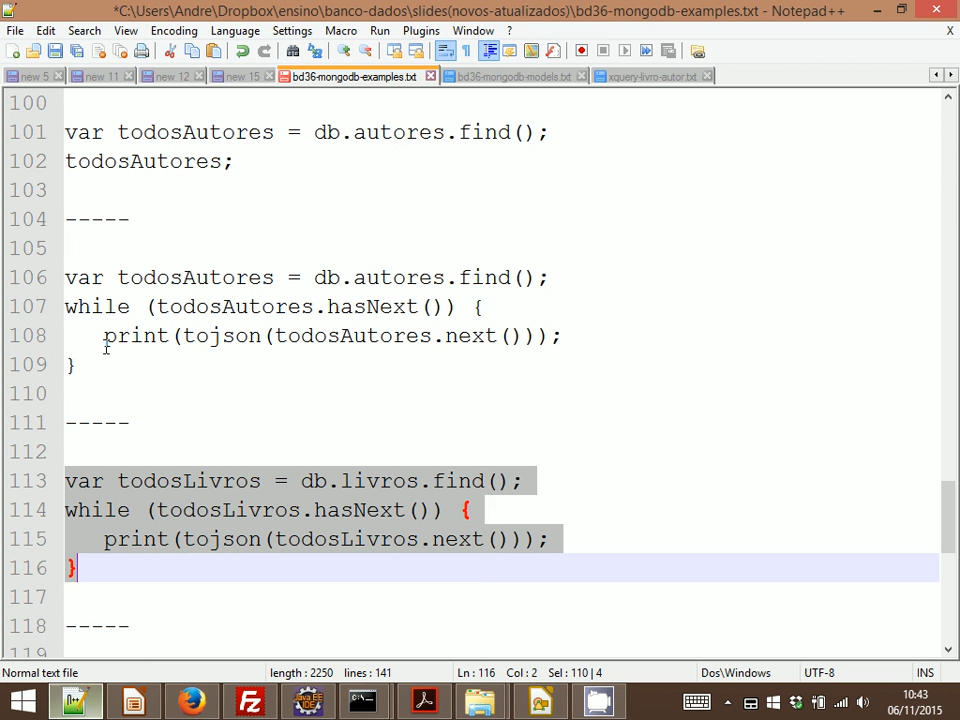 *C:\Users\Andre\Dropbox\ensino\banco-dados\slides(novos-atualizados)\bd36-mongodb-examples.txt - Notepad++
File Edit Search View Encoding Language Settings Macro Run Plugins Window ? X
new 5 new 11 new 12 new 15 bd36-mongodb-examples.txt bd36-mongodb-models.txt xquery-livro-autor.txt
100
101 var todosAutores = db.autores.find();
102 todosAutores;
103
104 -----
105
106 var todosAutores = db.autores.find();
107 while (todosAutores.hasNext()) {
108 print(tojson(todosAutores.next()));
109 }
110
111 -----
112
113 var todosLivros = db.livros.find();
114 while (todosLivros.hasNext()) {
115 print(tojson(todosLivros.next()));
116 }
117
118 -----
119
Normal text file length : 2250 lines : 141 Ln : 116 Col : 2 Sel : 110 | 4 Dos\Windows UTF-8 INS
10:43
06/11/2015